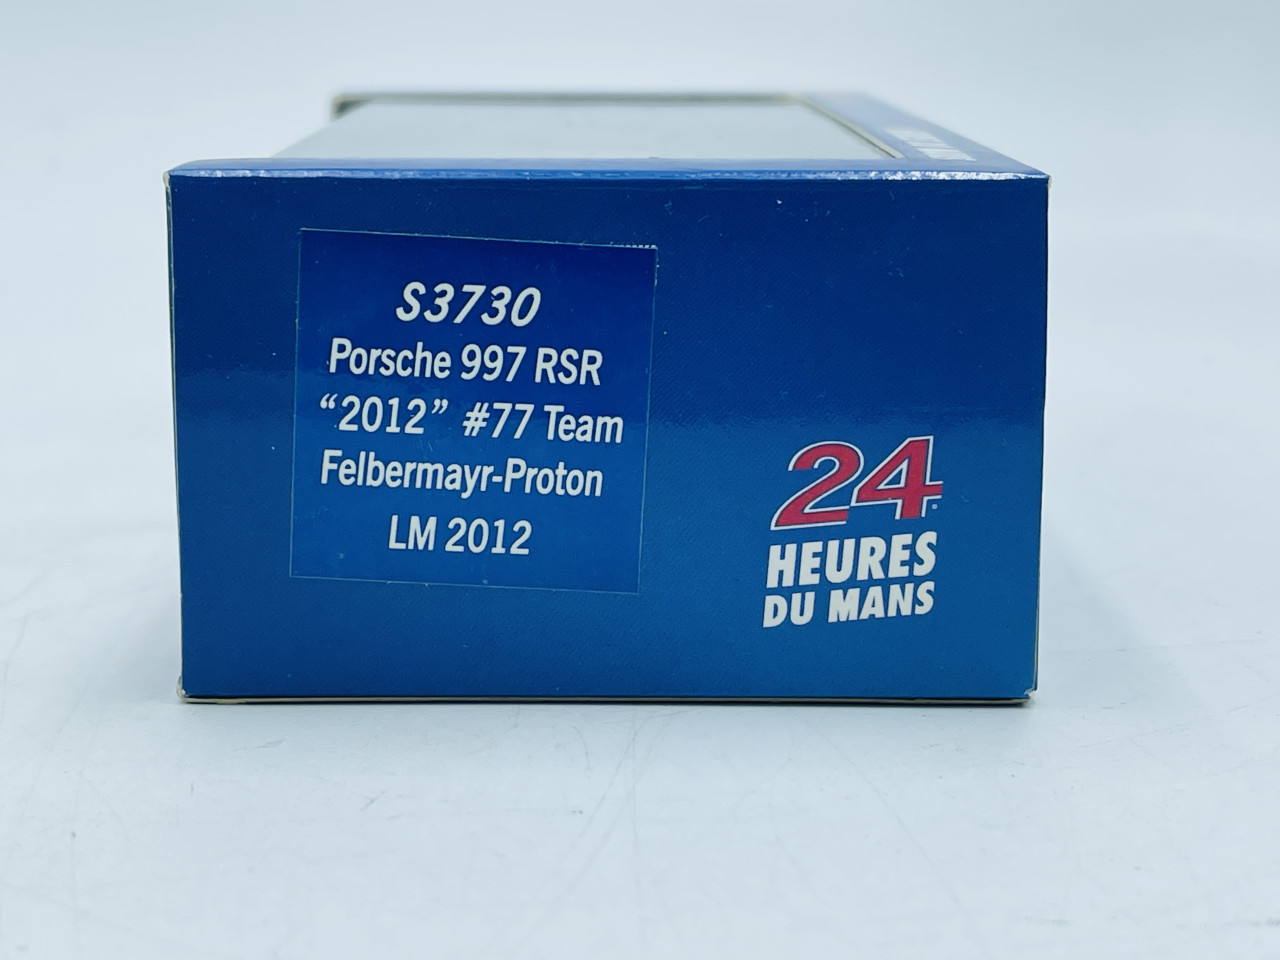 S3730
Porsche 997 RSR
“2012” #77 Team
Felbermayr-Proton
LM 2012
24
HEURES
DU MANS